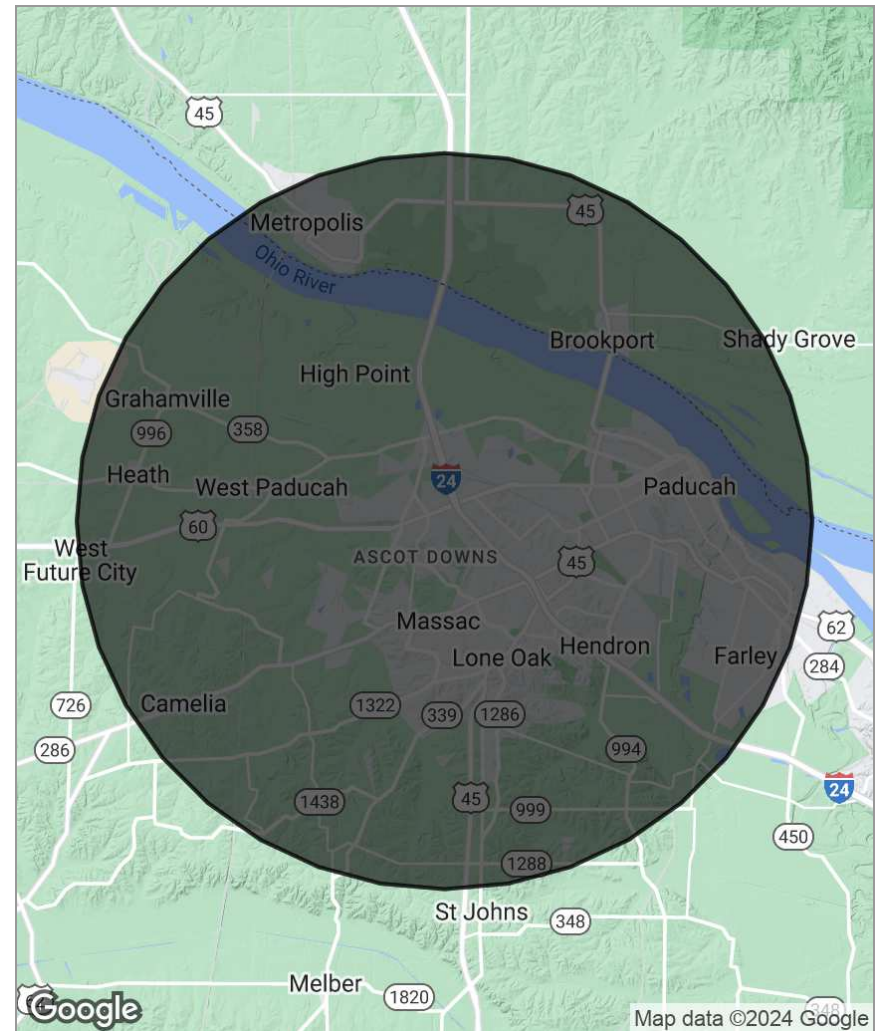 45
45
Metropolis
Ohio River
Brookport
Shady Grove
High Point
Grahamville
996
358
Heath
West Paducah
24
Paducah
60
West
Future City
ASCOT DOWNS
45
Massac
Hendron
Lone Oak
Farley
62
284
726
Camelia
1322
339
1286
286
994
45
24
1438
999
450
1288
St Johns
348
Melber
1820
Google
348
Map data ©2024 Google